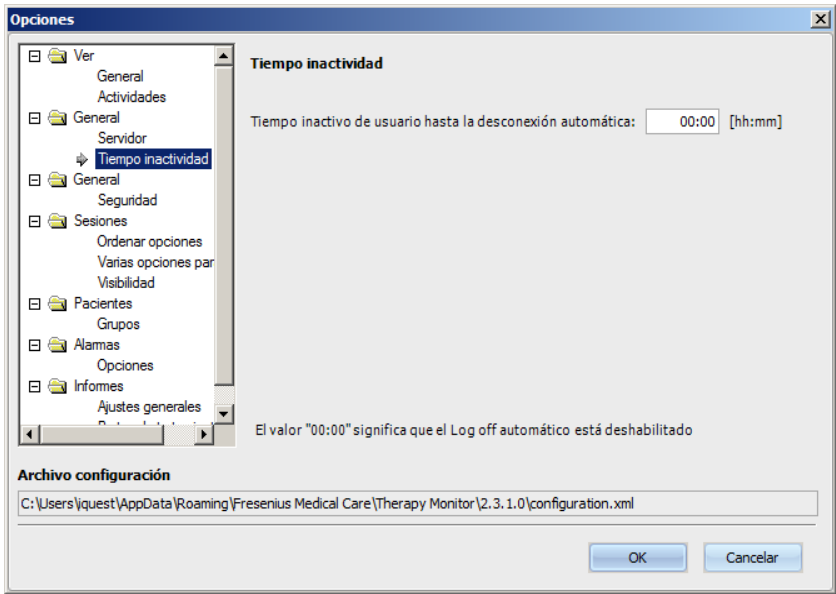 Opciones
Ver
General
Actividades
General
Servidor
Tiempo inactividad
General
Seguridad
Sesiones
Ordenar opciones
Varias opciones par
Visibilidad
Pacientes
Grupos
Alarmas
Opciones
Informes
Ajustes generales
Tiempo inactividad
Tiempo inactivo de usuario hasta la desconexión automática: 00:00 [hh:mm]
El valor "00:00" significa que el Log off automático está deshabilitado
Archivo configuración
C:\Users\iquest\AppData\Roaming\Fresenius Medical Care\Therapy Monitor\2.3.1.0\configuration.xml
OK Cancelar